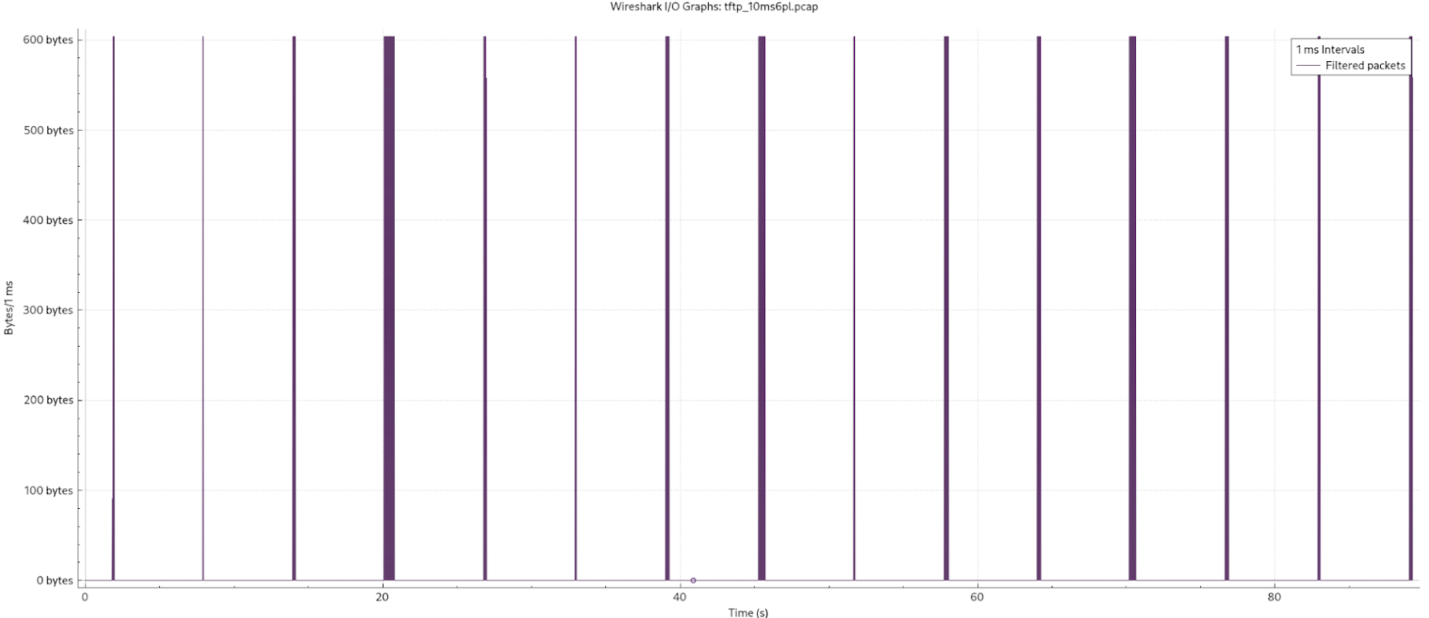 Wireshark I/O Graphs: tftp_10ms6pl.pcap
600 bytes
500 bytes
400 bytes
300 bytes
200 bytes
100 bytes
0 bytes
Bytes/1 ms
1 ms Intervals
Filtered packets
0 20 40 60 80
Time (s)